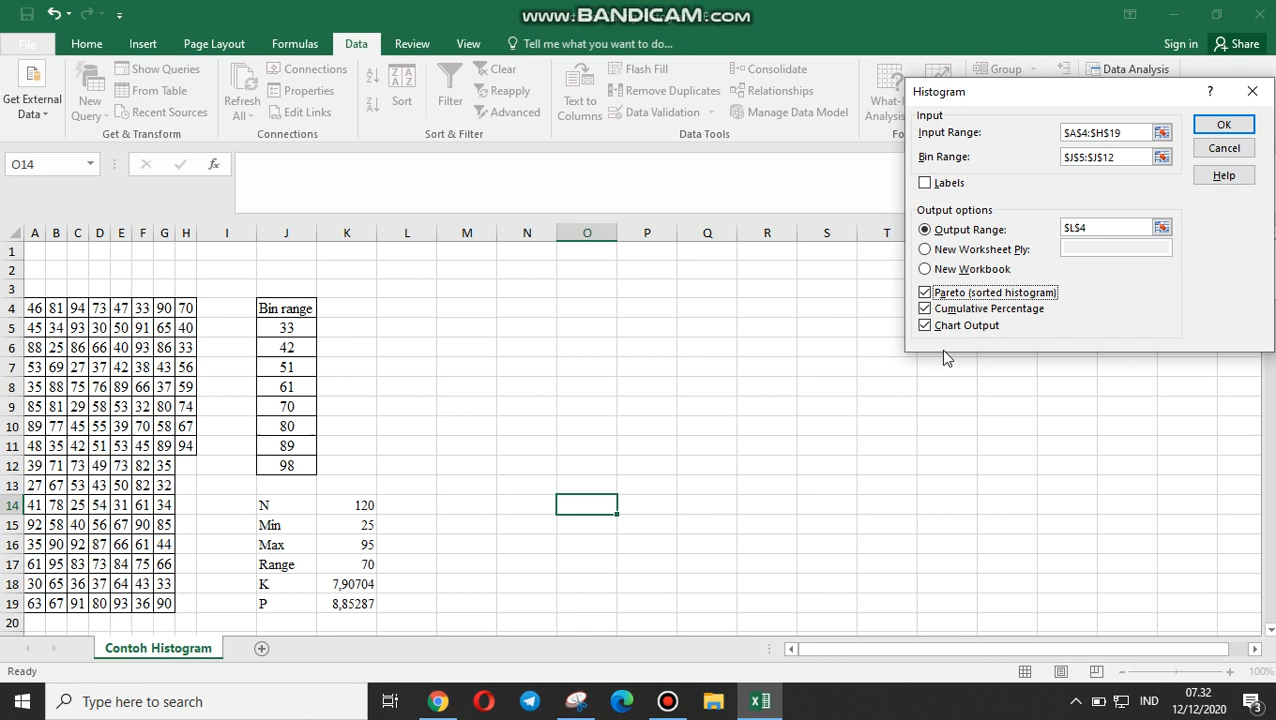 www.BANDICAM.com
File Home Insert Page Layout Formulas Data Review View Tell me what you want to do... Sign in Share
Get External Data
New Query
Show Queries
From Table
Recent Sources
Get & Transform
Refresh All
Connections
Properties
Edit Links
Connections
Sort
Filter
Clear
Reapply
Advanced
Sort & Filter
Text to Columns
Flash Fill
Remove Duplicates
Data Validation
Consolidate
Relationships
Manage Data Model
Data Tools
What-I
Analysis
Group
Data Analysis
Histogram
Input
Input Range: $A$4:$H$19
Bin Range: $J$5:$J$12
Labels
Output options
Output Range: $L$4
New Worksheet Ply:
New Workbook
Pareto (sorted histogram)
Cumulative Percentage
Chart Output
OK
Cancel
Help
O14 fx
A B C D E F G H I J K L M N O P Q R S T
1
2
3
4 46 81 94 73 47 33 90 70 Bin range
5 45 34 93 30 50 91 65 40 33
6 88 25 86 66 40 93 86 33 42
7 53 69 27 37 42 38 43 56 51
8 35 88 75 76 89 66 37 59 61
9 85 81 29 58 53 32 80 74 70
10 89 77 45 55 39 70 58 67 80
11 48 35 42 51 53 45 89 94 89
12 39 71 73 49 73 82 35 98
13 27 67 53 43 50 82 32
14 41 78 25 54 31 61 34 N 120
15 92 58 40 56 67 90 85 Min 25
16 35 90 92 87 66 61 44 Max 95
17 61 95 83 73 84 75 66 Range 70
18 30 65 36 37 64 43 33 K 7,90704
19 63 67 91 80 93 36 90 P 8,85287
20
Contoh Histogram
Ready 100%
Type here to search IND 07.32
12/12/2020 3